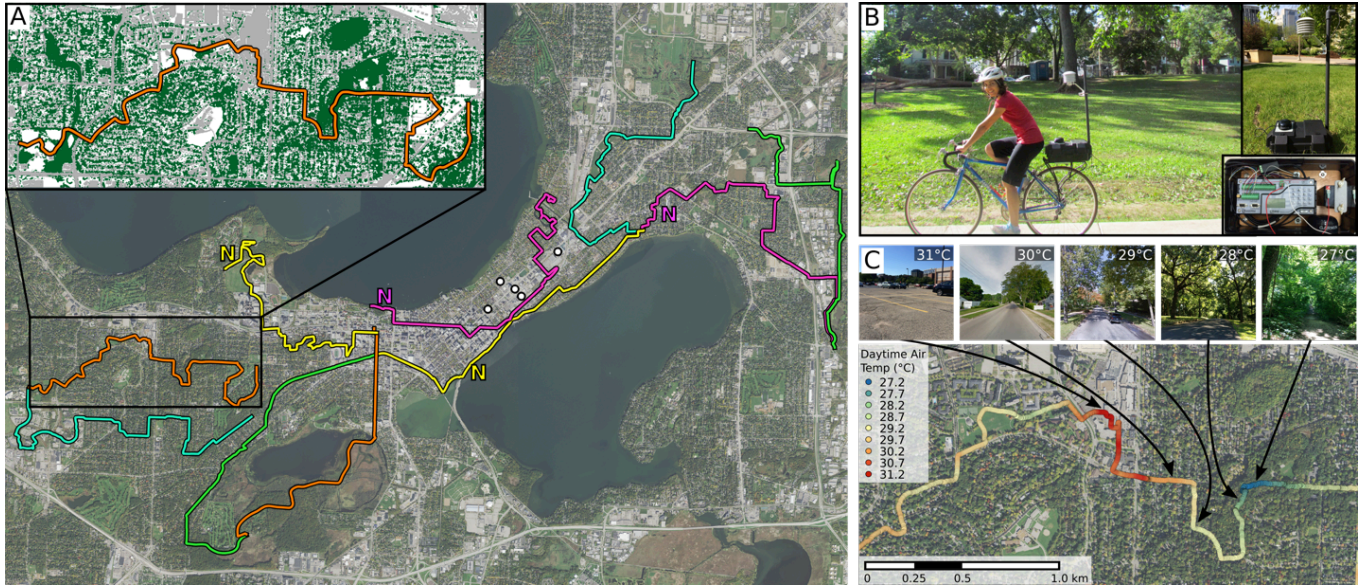 A
N
N
N
N
B
C
31°C
30°C
29°C
28°C
27°C
Daytime Air
Temp (°C)
27.2
27.7
28.2
28.7
29.2
29.7
30.2
30.7
31.2
0 0.25 0.5 1.0 km